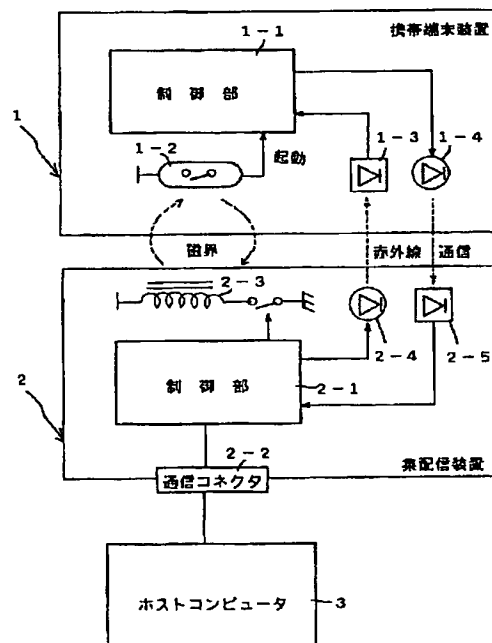 携帯端末装置
1-1
制御部
1
1-2
起動
1-3
1-4
磁界
赤外線
通信
2-3
2-4
2-5
制御部
2-1
2
2-2
通信コネクタ
集配信装置
ホストコンピュータ
3